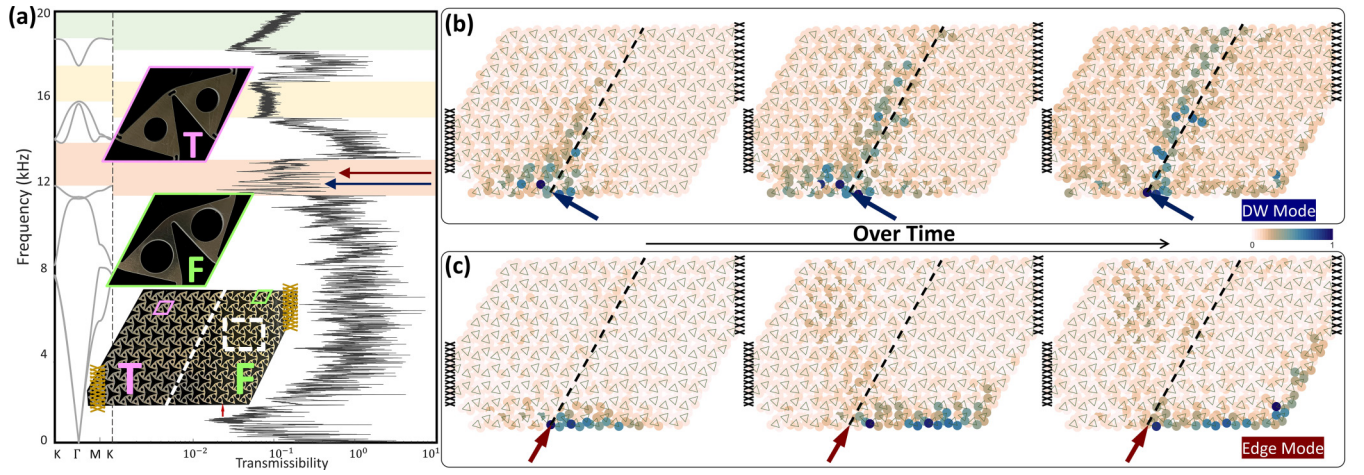 (a)
20
16
12
8
4
0
Frequency (kHz)
K Γ M K
10⁻² 10⁻¹ 10⁰ 10¹
Transmissibility
T
F
T F
(b)
DW Mode
Over Time
0 1
(c)
Edge Mode